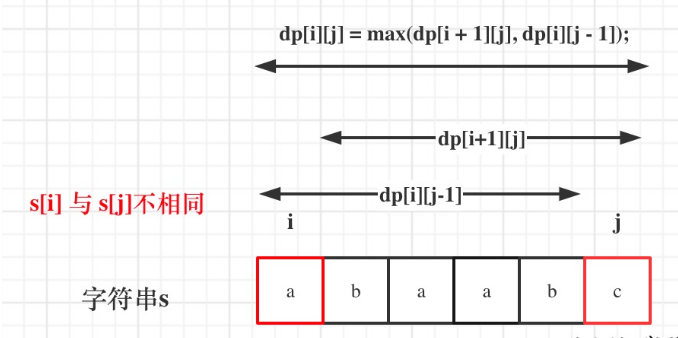 dp[i][j] = max(dp[i + 1][j], dp[i][j - 1]);
dp[i+1][j]
s[i] 与 s[j]不相同
dp[i][j-1]
i j
字符串s
a b a a b c